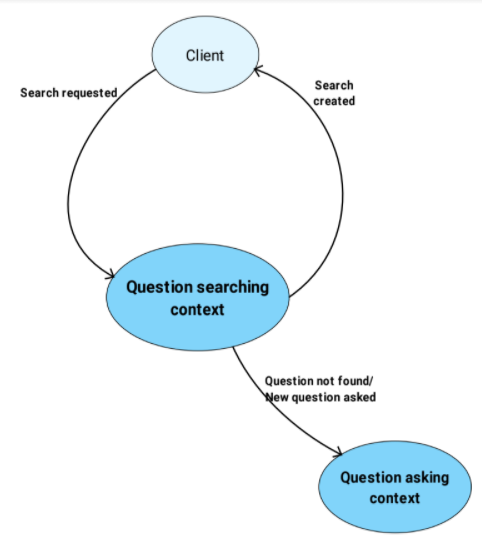 Client
Search requested
Search
created
Question searching
context
Question not found/
New question asked
Question asking
context